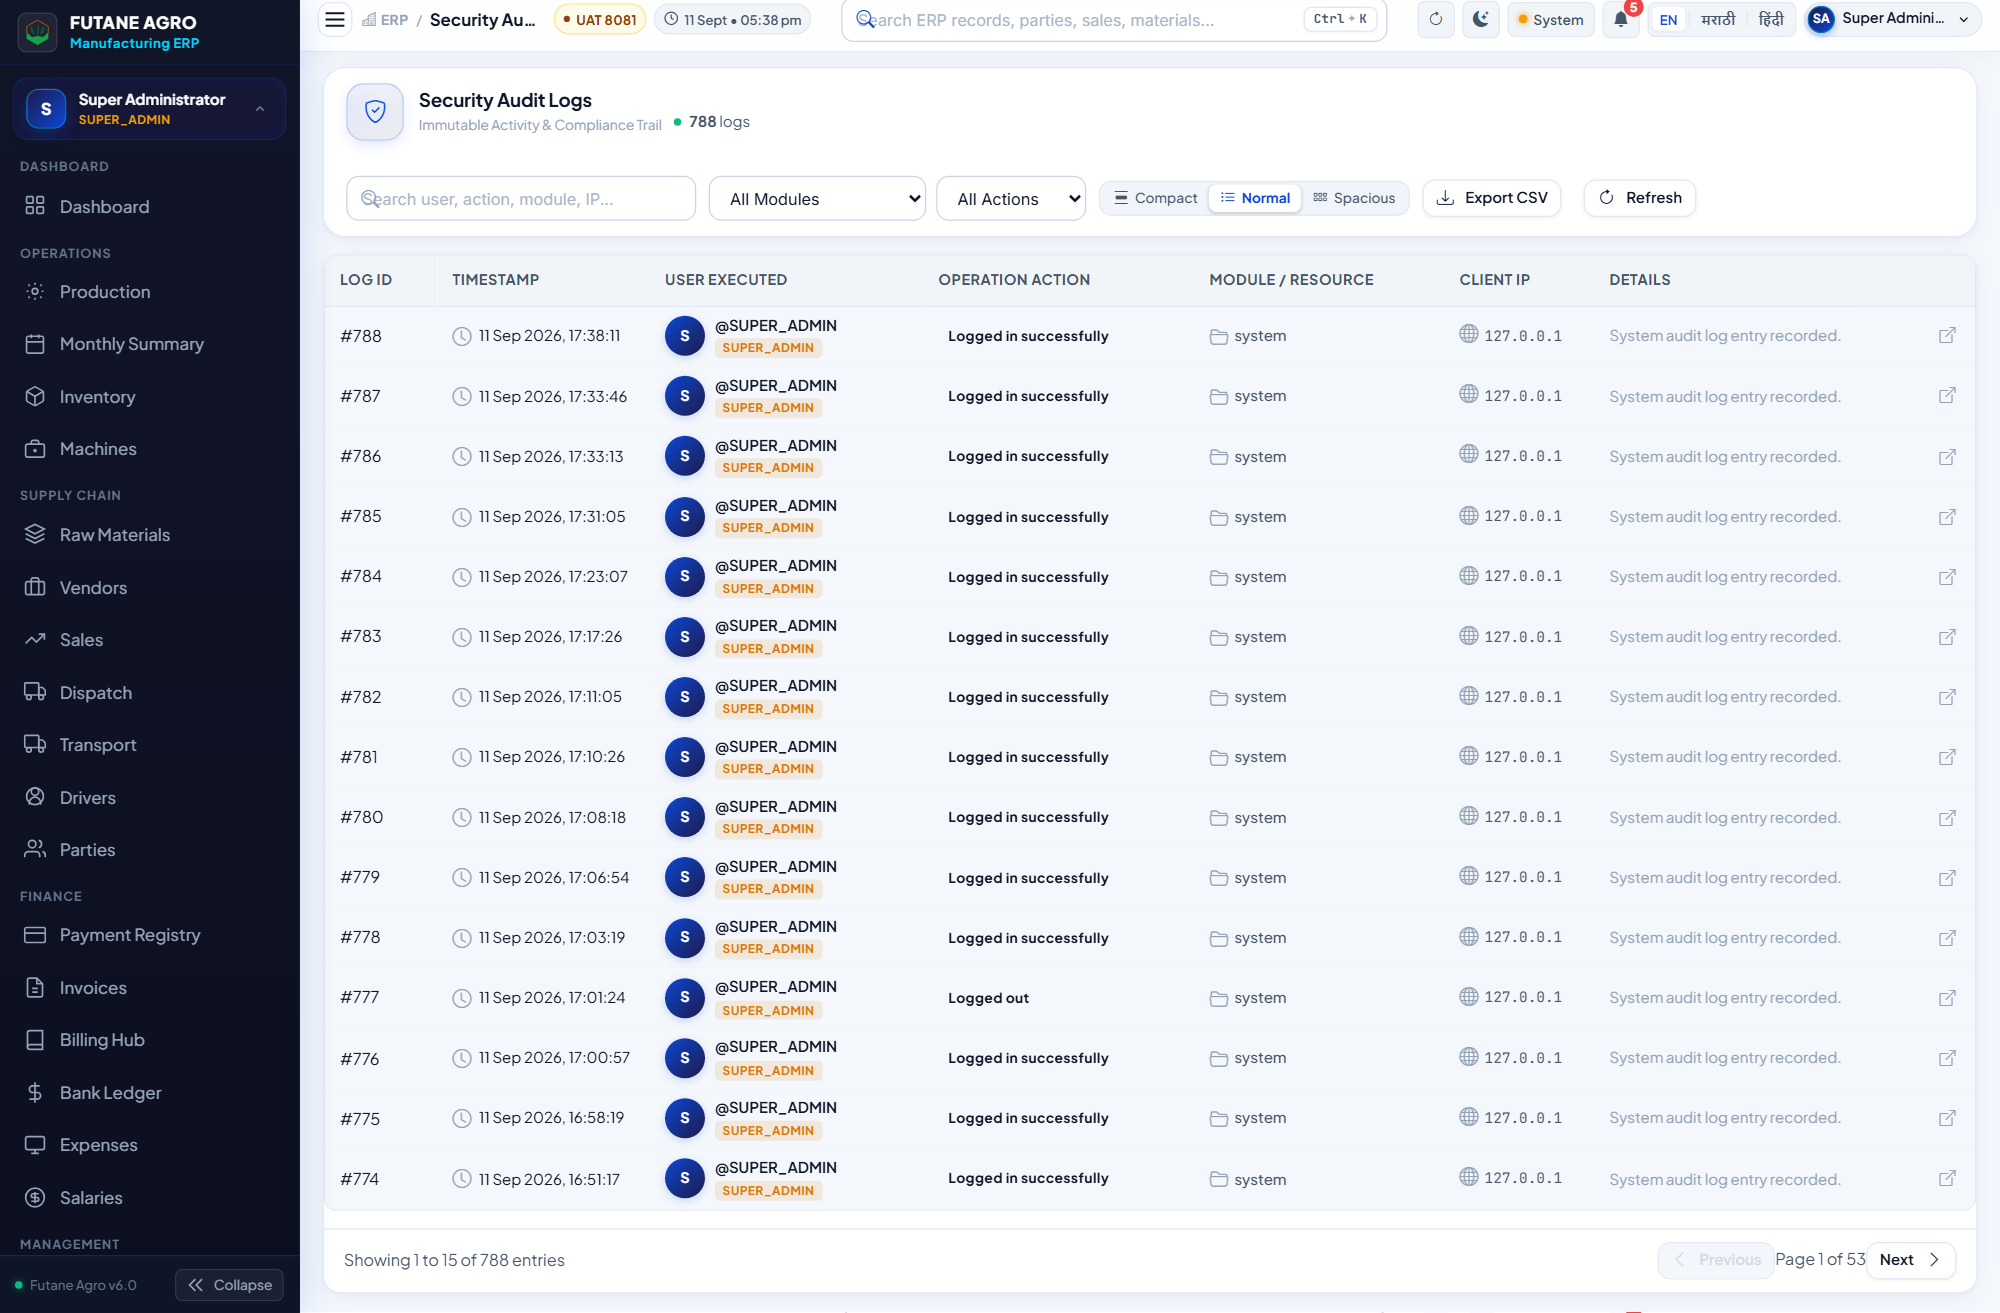 FUTANE AGRO
Manufacturing ERP
S
Super Administrator
SUPER_ADMIN
DASHBOARD
Dashboard
OPERATIONS
Production
Monthly Summary
Inventory
Machines
SUPPLY CHAIN
Raw Materials
Vendors
Sales
Dispatch
Transport
Drivers
Parties
FINANCE
Payment Registry
Invoices
Billing Hub
Bank Ledger
Expenses
Salaries
MANAGEMENT
Futane Agro v6.0
Collapse
ERP / Security Au...
UAT 8081
11 Sept • 05:38 pm
Search ERP records, parties, sales, materials...
Ctrl + K
System
5
EN
मराठी
हिंदी
SA
Super Admini...
Security Audit Logs
Immutable Activity & Compliance Trail
788 logs
Search user, action, module, IP...
All Modules
All Actions
Compact
Normal
Spacious
Export CSV
Refresh
LOG ID TIMESTAMP USER EXECUTED OPERATION ACTION MODULE / RESOURCE CLIENT IP DETAILS
#788 11 Sep 2026, 17:38:11 S @SUPER_ADMIN SUPER_ADMIN Logged in successfully system 127.0.0.1 System audit log entry recorded.
#787 11 Sep 2026, 17:33:46 S @SUPER_ADMIN SUPER_ADMIN Logged in successfully system 127.0.0.1 System audit log entry recorded.
#786 11 Sep 2026, 17:33:13 S @SUPER_ADMIN SUPER_ADMIN Logged in successfully system 127.0.0.1 System audit log entry recorded.
#785 11 Sep 2026, 17:31:05 S @SUPER_ADMIN SUPER_ADMIN Logged in successfully system 127.0.0.1 System audit log entry recorded.
#784 11 Sep 2026, 17:23:07 S @SUPER_ADMIN SUPER_ADMIN Logged in successfully system 127.0.0.1 System audit log entry recorded.
#783 11 Sep 2026, 17:17:26 S @SUPER_ADMIN SUPER_ADMIN Logged in successfully system 127.0.0.1 System audit log entry recorded.
#782 11 Sep 2026, 17:11:05 S @SUPER_ADMIN SUPER_ADMIN Logged in successfully system 127.0.0.1 System audit log entry recorded.
#781 11 Sep 2026, 17:10:26 S @SUPER_ADMIN SUPER_ADMIN Logged in successfully system 127.0.0.1 System audit log entry recorded.
#780 11 Sep 2026, 17:08:18 S @SUPER_ADMIN SUPER_ADMIN Logged in successfully system 127.0.0.1 System audit log entry recorded.
#779 11 Sep 2026, 17:06:54 S @SUPER_ADMIN SUPER_ADMIN Logged in successfully system 127.0.0.1 System audit log entry recorded.
#778 11 Sep 2026, 17:03:19 S @SUPER_ADMIN SUPER_ADMIN Logged in successfully system 127.0.0.1 System audit log entry recorded.
#777 11 Sep 2026, 17:01:24 S @SUPER_ADMIN SUPER_ADMIN Logged out system 127.0.0.1 System audit log entry recorded.
#776 11 Sep 2026, 17:00:57 S @SUPER_ADMIN SUPER_ADMIN Logged in successfully system 127.0.0.1 System audit log entry recorded.
#775 11 Sep 2026, 16:58:19 S @SUPER_ADMIN SUPER_ADMIN Logged in successfully system 127.0.0.1 System audit log entry recorded.
#774 11 Sep 2026, 16:51:17 S @SUPER_ADMIN SUPER_ADMIN Logged in successfully system 127.0.0.1 System audit log entry recorded.
Showing 1 to 15 of 788 entries
Previous
Page 1 of 53
Next